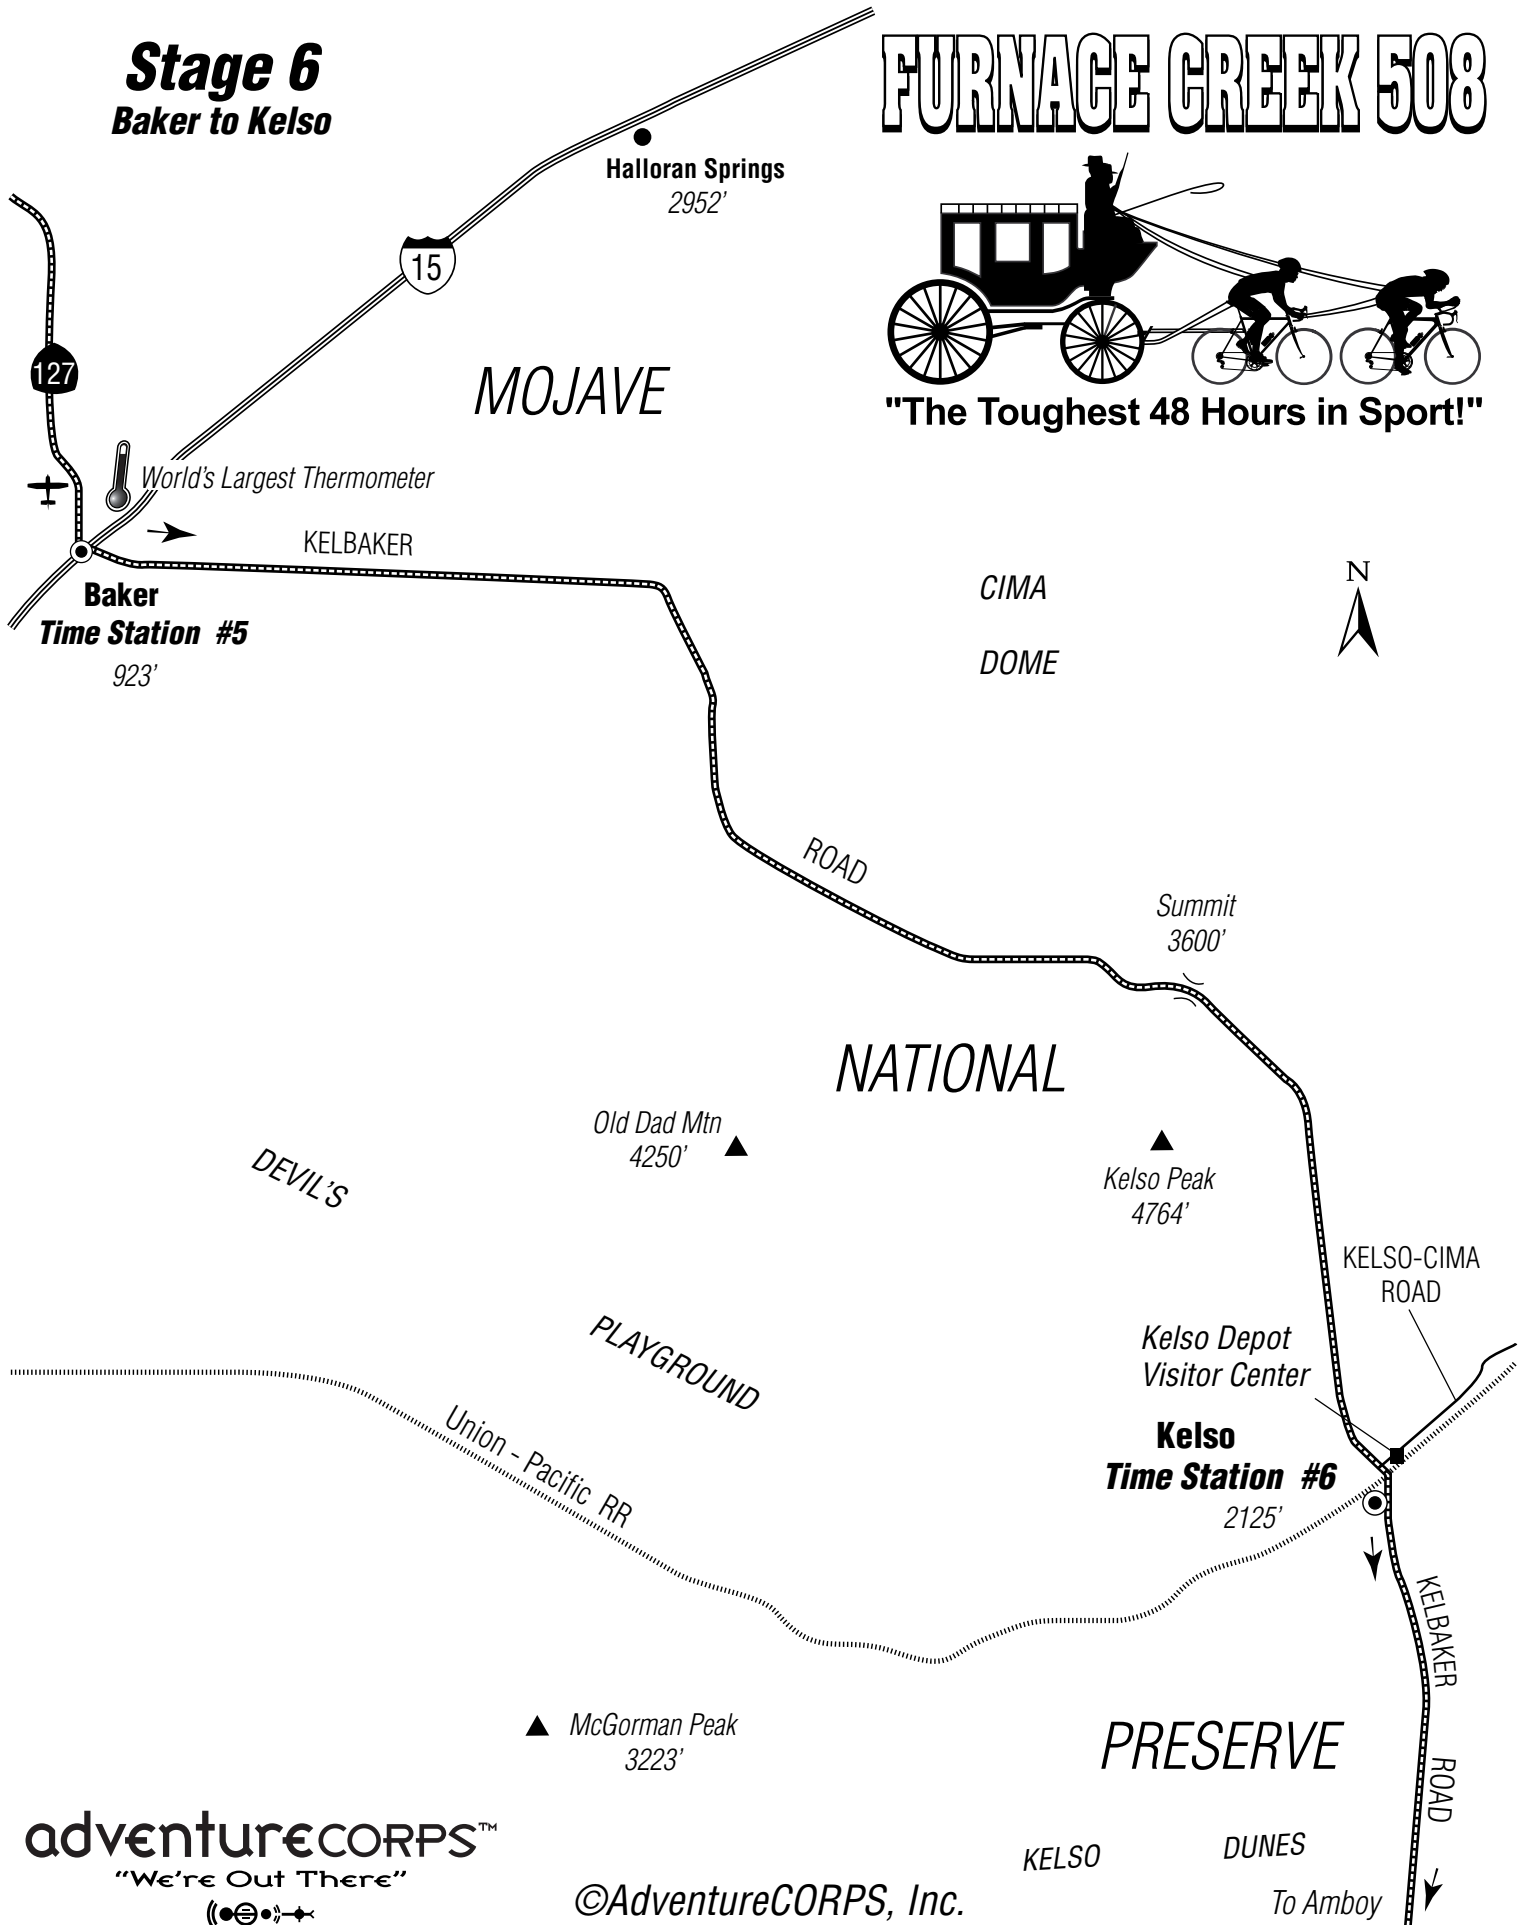 Stage 6
Baker to Kelso
FURNACE CREEK 508
"The Toughest 48 Hours in Sport!"
Halloran Springs
2952’
15
127
MOJAVE
World’s Largest Thermometer
KELBAKER
Baker
Time Station #5
923’
CIMA
DOME
N
ROAD
Summit
3600’
NATIONAL
Old Dad Mtn
4250’
Kelso Peak
4764’
DEVIL’S
PLAYGROUND
KELSO-CIMA
ROAD
Kelso Depot
Visitor Center
Kelso
Time Station #6
2125’
Union - Pacific RR
KELBAKER
ROAD
McGorman Peak
3223’
PRESERVE
KELSO
DUNES
To Amboy
adventureCORPS™
“We’re Out There”
©AdventureCORPS, Inc.